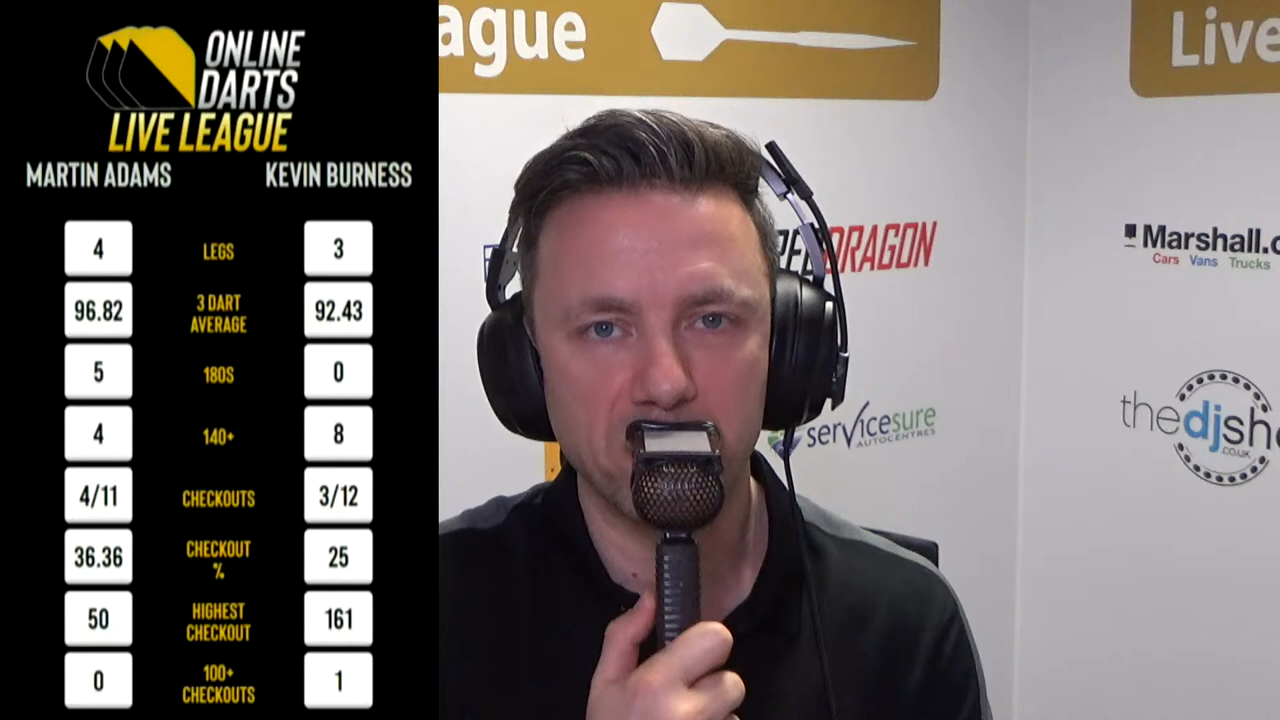 ONLINE
DARTS
LIVE LEAGUE
MARTIN ADAMS KEVIN BURNESS
4 LEGS 3
96.82 3 DART AVERAGE 92.43
5 180S 0
4 140+ 8
4/11 CHECKOUTS 3/12
36.36 CHECKOUT % 25
50 HIGHEST CHECKOUT 161
0 100+ CHECKOUTS 1
ague
Live
RED DRAGON
Marshall.c
Cars Vans Trucks
servicesure
AUTOCENTRES
thedjsh
.CO.UK